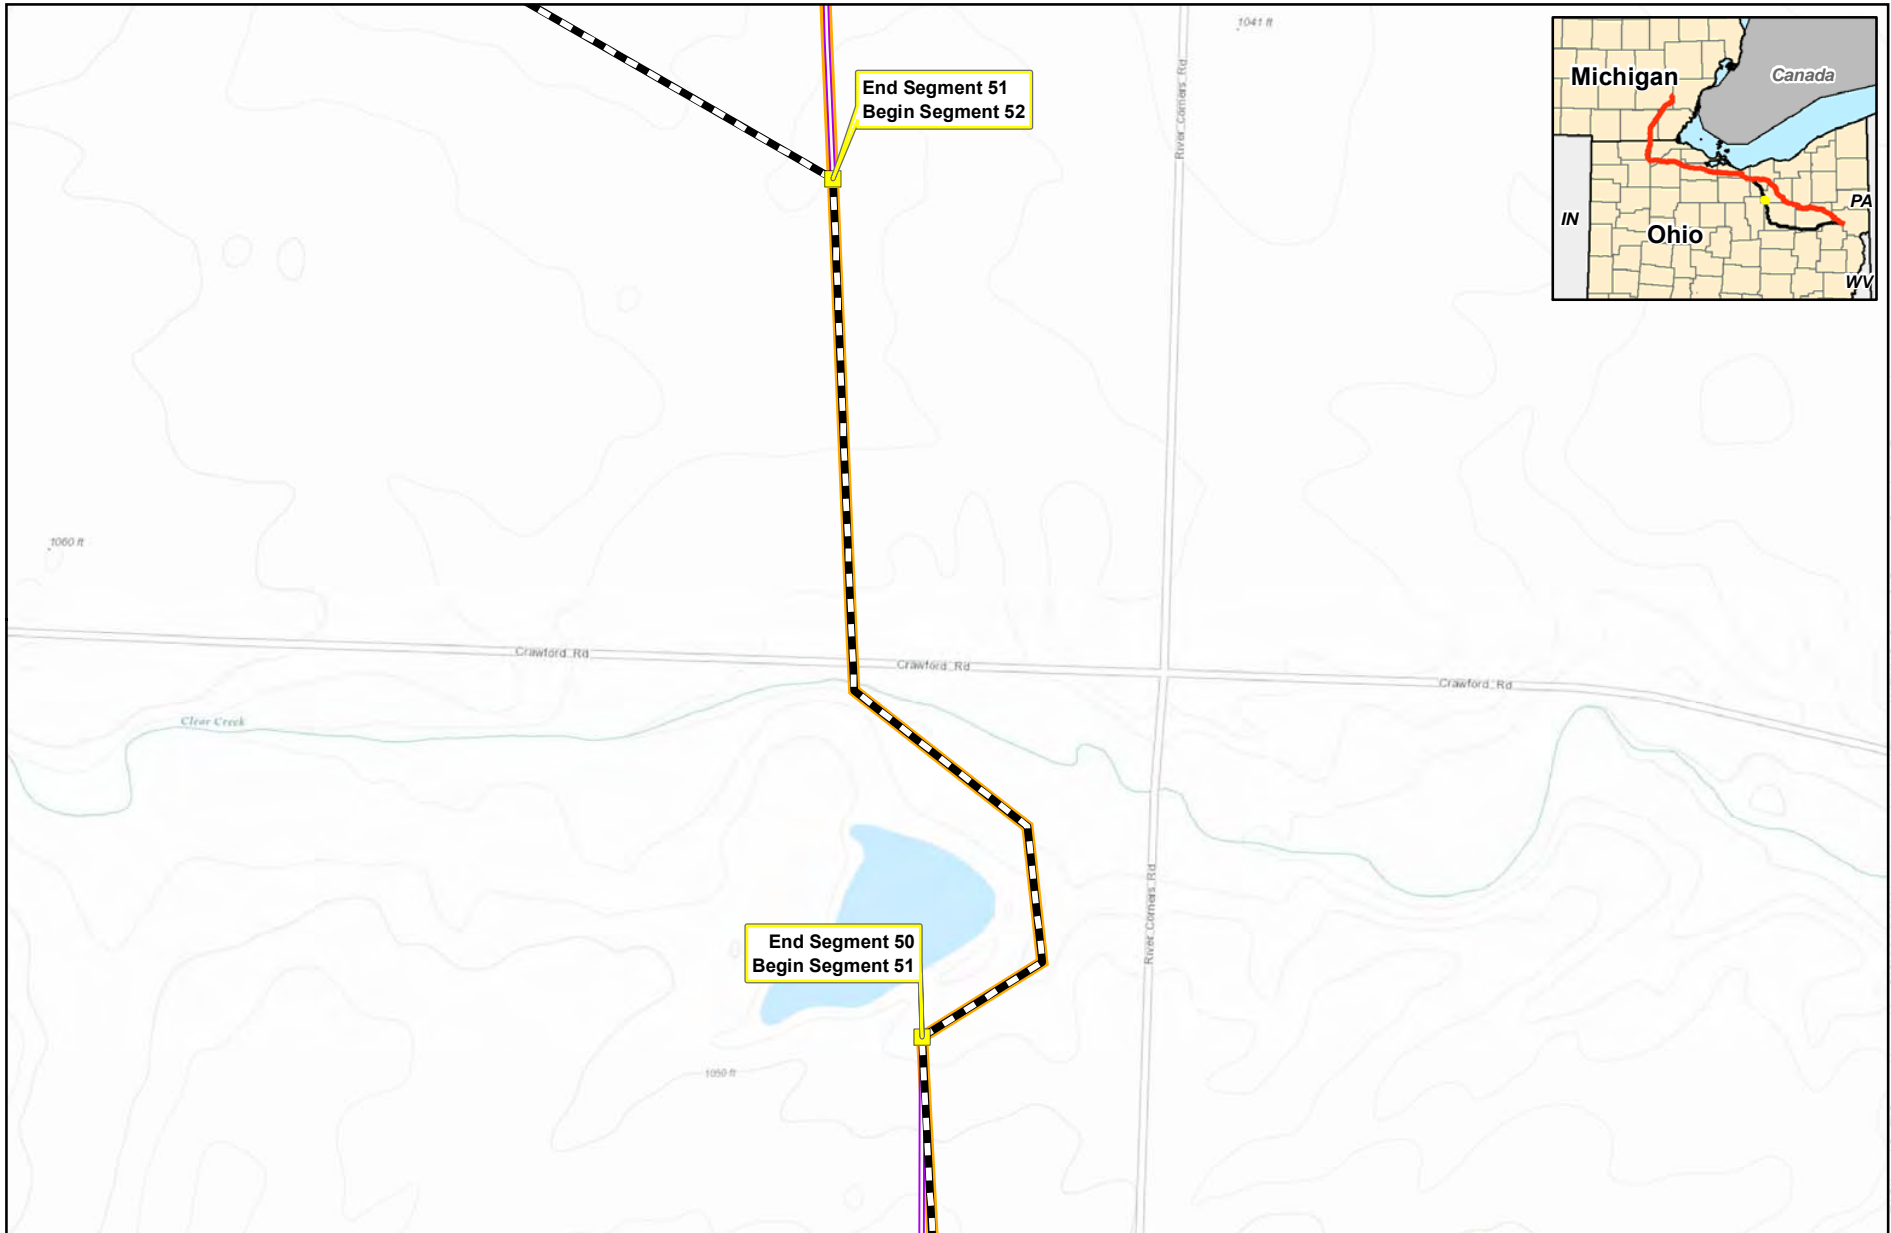 1041 ft
End Segment 51
Begin Segment 52
River Corners Rd
Michigan
Canada
IN
Ohio
PA
WV
1060 ft
Crawford Rd
Crawford Rd
Crawford Rd
Clear Creek
River Corners Rd
End Segment 50
Begin Segment 51
1050 ft